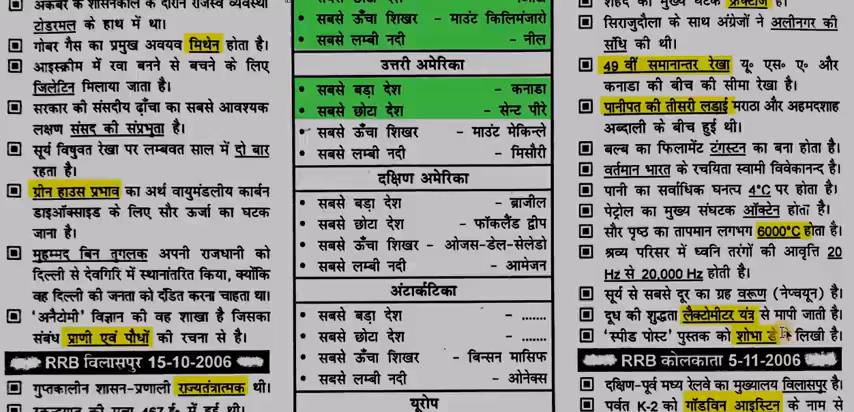 अकबर के शासनकाल के दौरान राजस्व व्यवस्था
टोडरमल के हाथ में था।
गोबर गैस का प्रमुख अवयव मिथेन होता है।
आइस्क्रीम में रवा बनने से बचने के लिए
जिलेटिन मिलाया जाता है।
सरकार की संसदीय ढ़ाँचा का सबसे आवश्यक
लक्षण संसद की संप्रभुता है।
सूर्य विषुवत रेखा पर लम्बवत साल में दो बार
रहता है।
ग्रीन हाउस प्रभाव का अर्थ वायुमंडलीय कार्बन
डाइऑक्साइड के लिए सौर ऊर्जा का घटक
जाना है।
मुहम्मद बिन तुगलक अपनी राजधानी को
दिल्ली से देवगिरि में स्थानांतरित किया, क्योंकि
वह दिल्ली की जनता को दंडित करना चाहता था।
'अनैटोमी' विज्ञान की वह शाखा है जिसका
संबंध प्राणी एवं पौधों की रचना से है।
RRB विलासपुर 15-10-2006
गुप्तकालीन शासन-प्रणाली राज्यतंत्रात्मक थी।
• सबसे ऊँचा शिखर - माउंट किलिमंजारो
• सबसे लम्बी नदी - नील
उत्तरी अमेरिका
• सबसे बड़ा देश - कनाडा
• सबसे छोटा देश - सेन्ट पीरे
• सबसे ऊँचा शिखर - माउंट मेकिन्ले
• सबसे लम्बी नदी - मिसौरी
दक्षिण अमेरिका
• सबसे बड़ा देश - ब्राजील
• सबसे छोटा देश - फॉकलैंड द्वीप
• सबसे ऊँचा शिखर - ओजस-डेल-सेलेडो
• सबसे लम्बी नदी - आमेजन
अंटार्कटिका
• सबसे बड़ा देश - .......
• सबसे छोटा देश - .......
• सबसे ऊँचा शिखर - विन्सन मासिफ
• सबसे लम्बी नदी - ओनेक्स
यूरोप
शहद का मुख्य घटक फ्रक्टोज है।
सिराजुदौला के साथ अंग्रेजों ने अलीनगर की
संधि की थी।
49 वीं समानान्तर रेखा यू० एस० ए० और
कनाडा की बीच की सीमा रेखा है।
पानीपत की तीसरी लड़ाई मराठा और अहमदशाह
अब्दाली के बीच हुई थी।
बल्ब का फिलामेंट टंगस्टन का बना होता है।
वर्तमान भारत के रचयिता स्वामी विवेकानन्द है।
पानी का सर्वाधिक घनत्व 4°C पर होता है।
पेट्रोल का मुख्य संघटक ऑक्टेन होता है।
सौर पृष्ठ का तापमान लगभग 6000°C होता है।
श्रव्य परिसर में ध्वनि तरंगों की आवृत्ति 20
Hz से 20,000 Hz होती है।
सूर्य से सबसे दूर का ग्रह वरूण (नेप्च्यून) है।
दूध की शुद्धता लैक्टोमीटर यंत्र से मापी जाती है।
'स्पीड पोस्ट' पुस्तक को शोभा डे लिखी है।
RRB कोलकाता 5-11-2006
दक्षिण-पूर्व मध्य रेलवे का मुख्यालय विलासपुर है।
पर्वत K-2 को गॉडविन आइस्टिन के नाम से